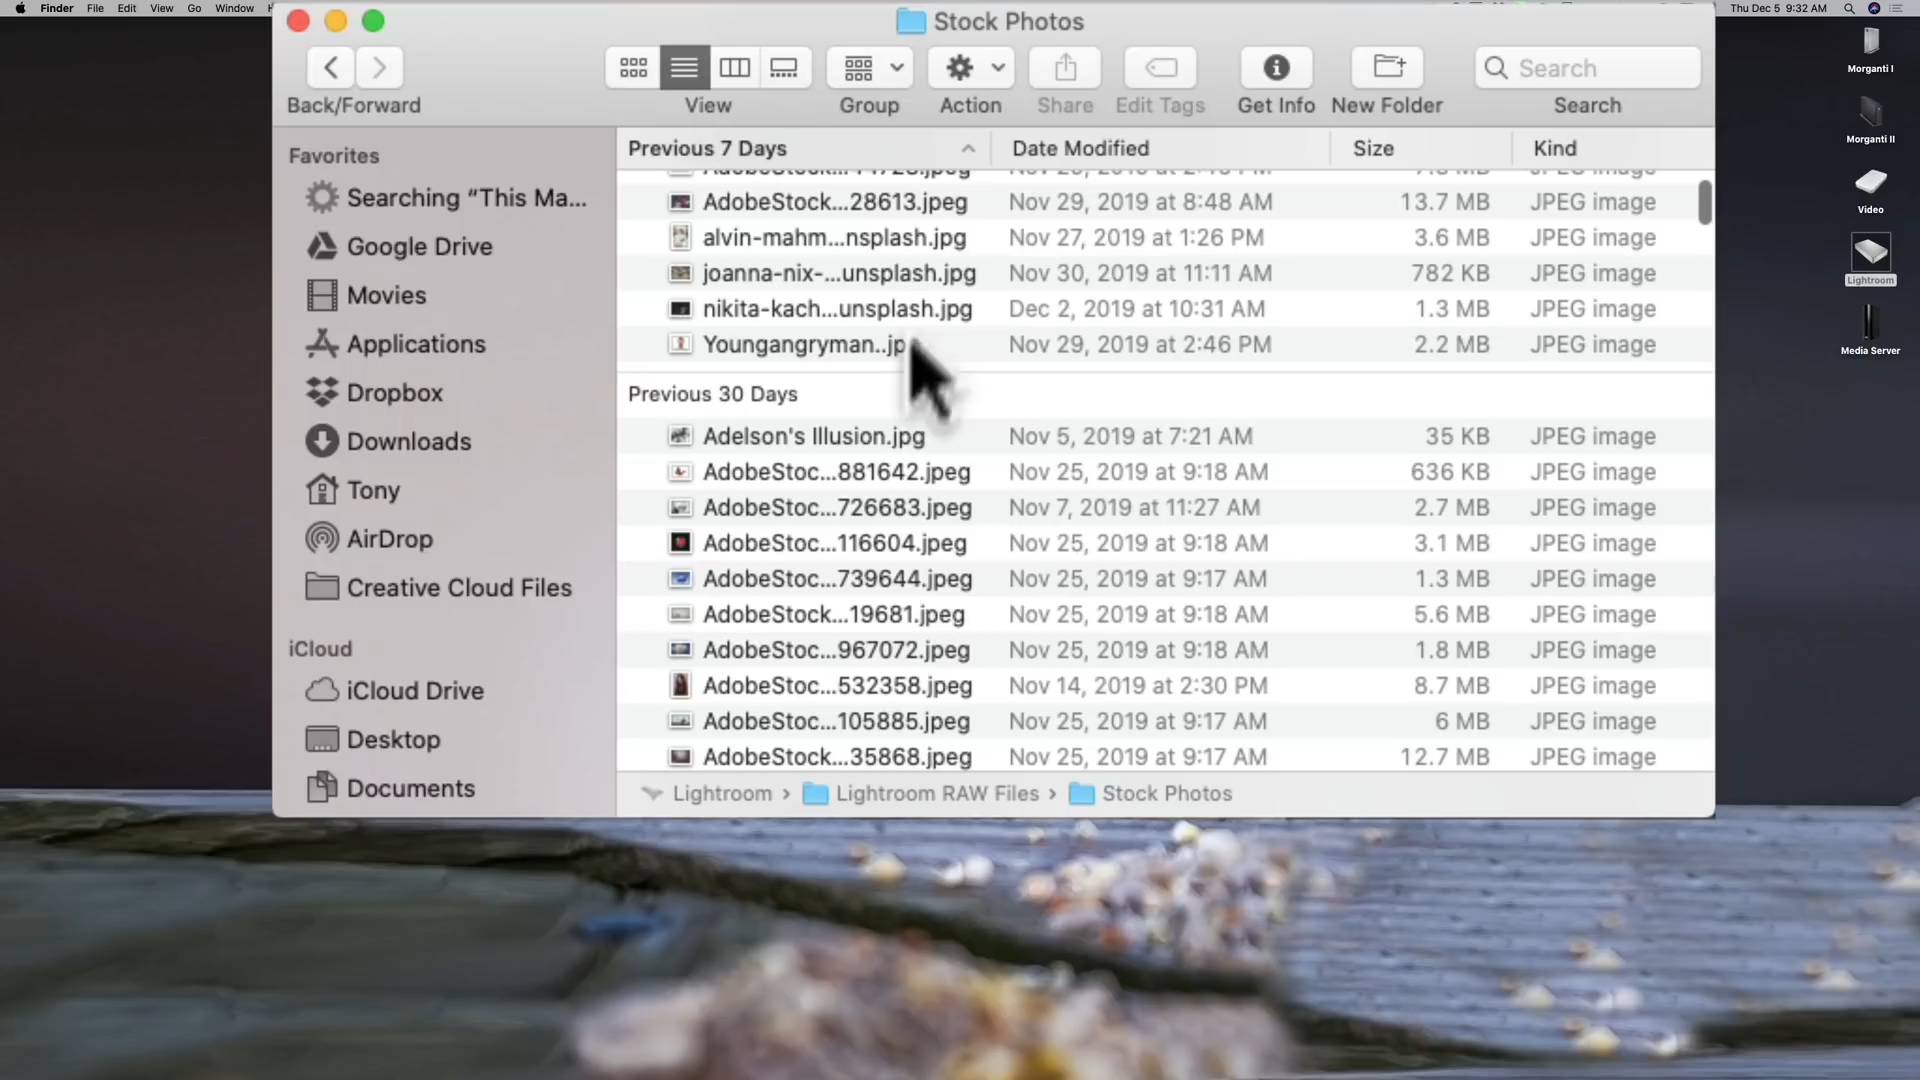 Finder File Edit View Go Window
Thu Dec 5 9:32 AM
Stock Photos
Back/Forward
View
Group
Action
Share
Edit Tags
Get Info
New Folder
Search
Search
Favorites
Searching “This Ma...
Google Drive
Movies
Applications
Dropbox
Downloads
Tony
AirDrop
Creative Cloud Files
iCloud
iCloud Drive
Desktop
Documents
Previous 7 Days Date Modified Size Kind
AdobeStock...28613.jpeg Nov 29, 2019 at 8:48 AM 13.7 MB JPEG image
alvin-mahm...nsplash.jpg Nov 27, 2019 at 1:26 PM 3.6 MB JPEG image
joanna-nix-...unsplash.jpg Nov 30, 2019 at 11:11 AM 782 KB JPEG image
nikita-kach...unsplash.jpg Dec 2, 2019 at 10:31 AM 1.3 MB JPEG image
Youngangryman..jp Nov 29, 2019 at 2:46 PM 2.2 MB JPEG image
Previous 30 Days
Adelson's Illusion.jpg Nov 5, 2019 at 7:21 AM 35 KB JPEG image
AdobeStoc...881642.jpeg Nov 25, 2019 at 9:18 AM 636 KB JPEG image
AdobeStoc...726683.jpeg Nov 7, 2019 at 11:27 AM 2.7 MB JPEG image
AdobeStoc...116604.jpeg Nov 25, 2019 at 9:18 AM 3.1 MB JPEG image
AdobeStoc...739644.jpeg Nov 25, 2019 at 9:17 AM 1.3 MB JPEG image
AdobeStock...19681.jpeg Nov 25, 2019 at 9:18 AM 5.6 MB JPEG image
AdobeStoc...967072.jpeg Nov 25, 2019 at 9:18 AM 1.8 MB JPEG image
AdobeStoc...532358.jpeg Nov 14, 2019 at 2:30 PM 8.7 MB JPEG image
AdobeStoc...105885.jpeg Nov 25, 2019 at 9:17 AM 6 MB JPEG image
AdobeStock...35868.jpeg Nov 25, 2019 at 9:17 AM 12.7 MB JPEG image
Lightroom › Lightroom RAW Files › Stock Photos
Morganti I
Morganti II
Video
Lightroom
Media Server